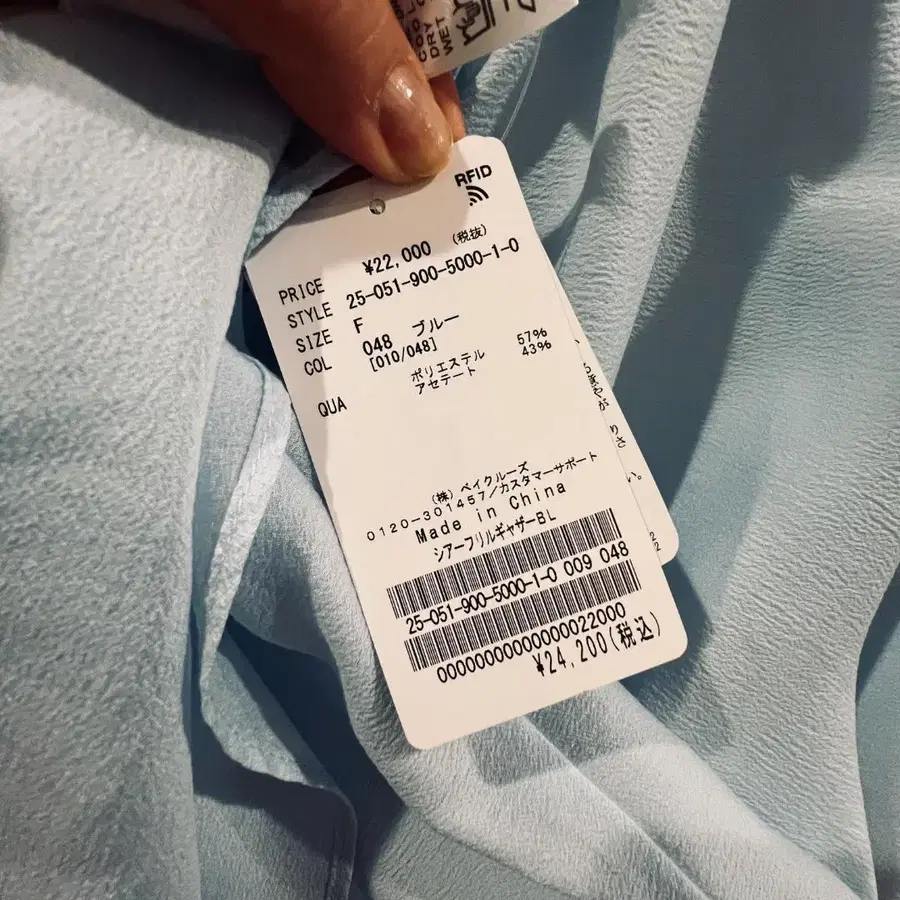 DRY
WET
RFID
PRICE ¥22,000 (税抜)
STYLE 25-051-900-5000-1-0
SIZE F
COL 048 ブルー
[010/048]
QUA ポリエステル 57%
アセテート 43%
(株) ベイクルーズ
0120-301457/カスタマーサポート
Made in China
シアーフリルギャザーBL
25-051-900-5000-1-0 009 048
00000000000000022000
¥24,200(税込)